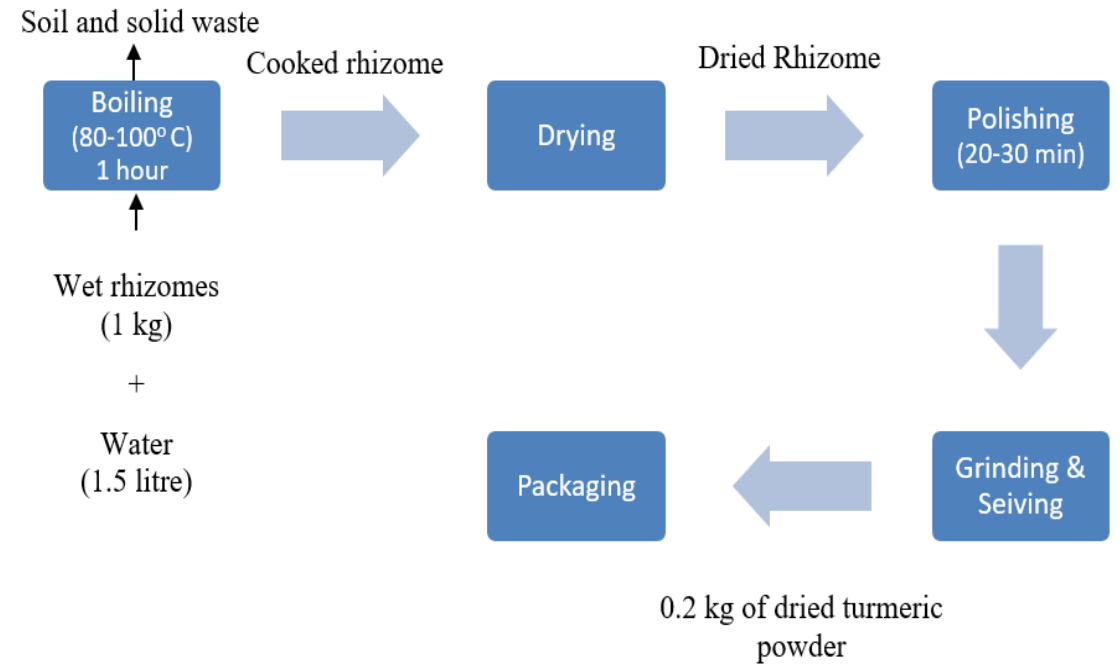 Soil and solid waste
Boiling
(80-100° C)
1 hour
Cooked rhizome
Drying
Dried Rhizome
Polishing
(20-30 min)
Wet rhizomes
(1 kg)
+
Water
(1.5 litre)
Grinding &
Seiving
Packaging
0.2 kg of dried turmeric
powder